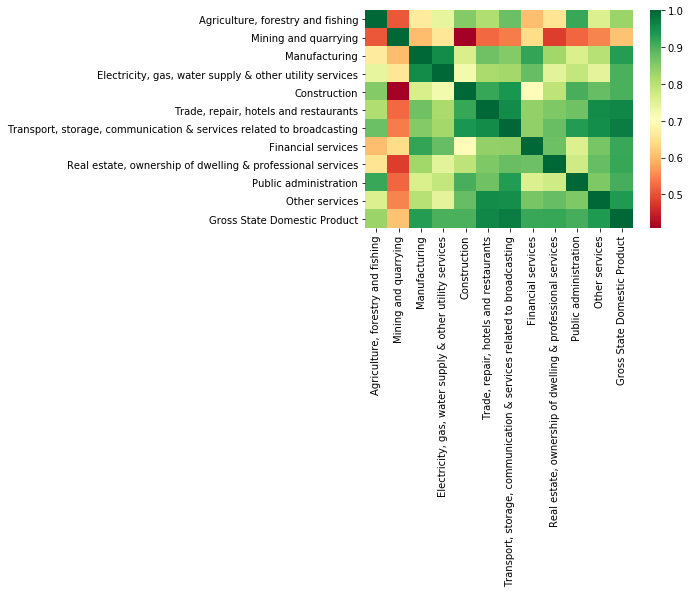 Agriculture, forestry and fishing
Mining and quarrying
Manufacturing
Electricity, gas, water supply & other utility services
Construction
Trade, repair, hotels and restaurants
Transport, storage, communication & services related to broadcasting
Financial services
Real estate, ownership of dwelling & professional services
Public administration
Other services
Gross State Domestic Product
1.0
0.9
0.8
0.7
0.6
0.5
Agriculture, forestry and fishing
Mining and quarrying
Manufacturing
Electricity, gas, water supply & other utility services
Construction
Trade, repair, hotels and restaurants
Transport, storage, communication & services related to broadcasting
Financial services
Real estate, ownership of dwelling & professional services
Public administration
Other services
Gross State Domestic Product